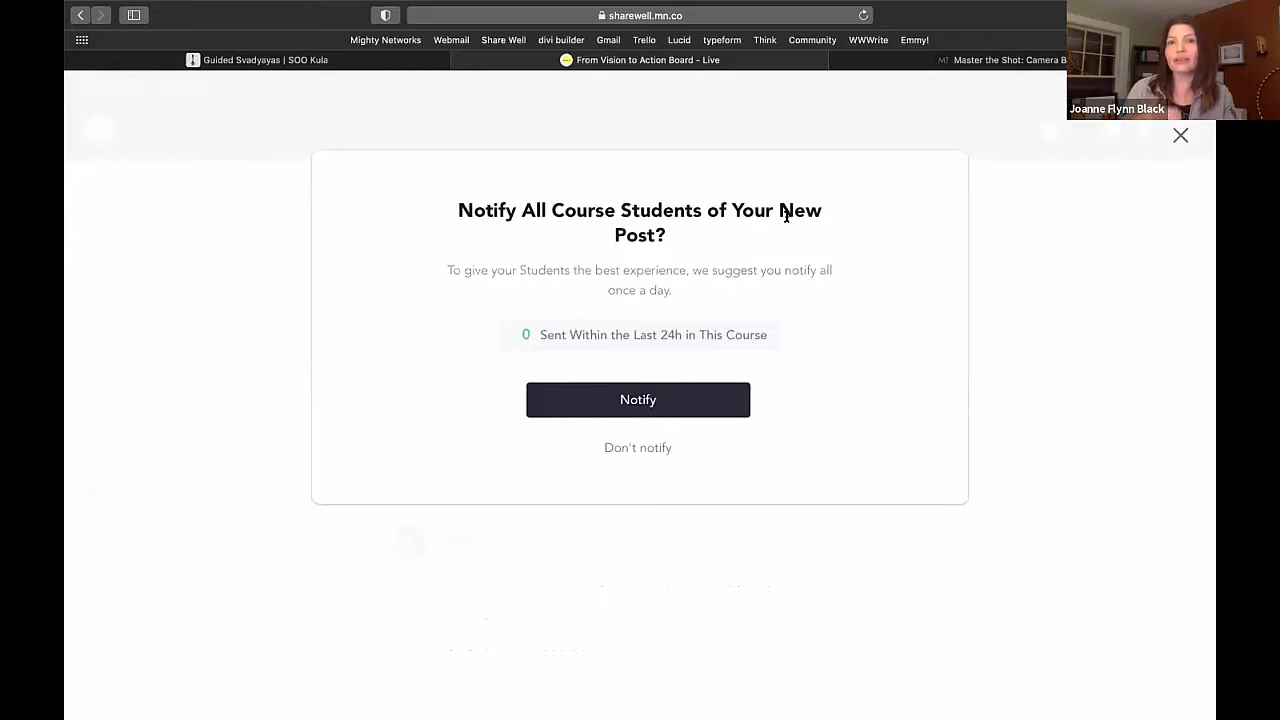 sharewell.mn.co
Mighty Networks Webmail Share Well divi builder Gmail Trello Lucid typeform Think Community WWWrite Emmy!
Guided Svadyayas | SOO Kula From Vision to Action Board - Live MT Master the Shot: Camera B
Joanne Flynn Black
Notify All Course Students of Your New
Post?
To give your Students the best experience, we suggest you notify all
once a day.
0 Sent Within the Last 24h in This Course
Notify
Don't notify